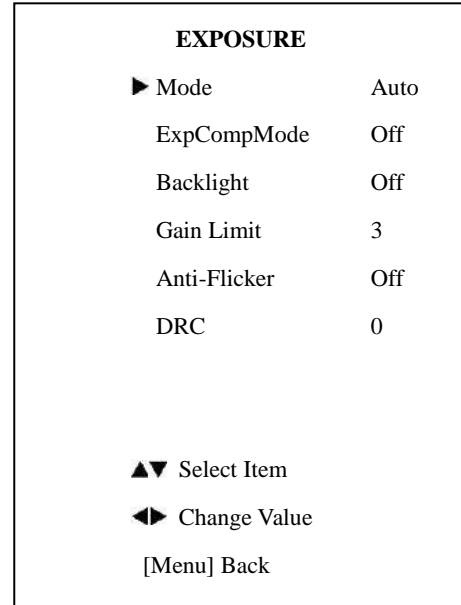 EXPOSURE
▶ Mode Auto
ExpCompMode Off
Backlight Off
Gain Limit 3
Anti-Flicker Off
DRC 0
▲▼ Select Item
◀▶ Change Value
[Menu] Back